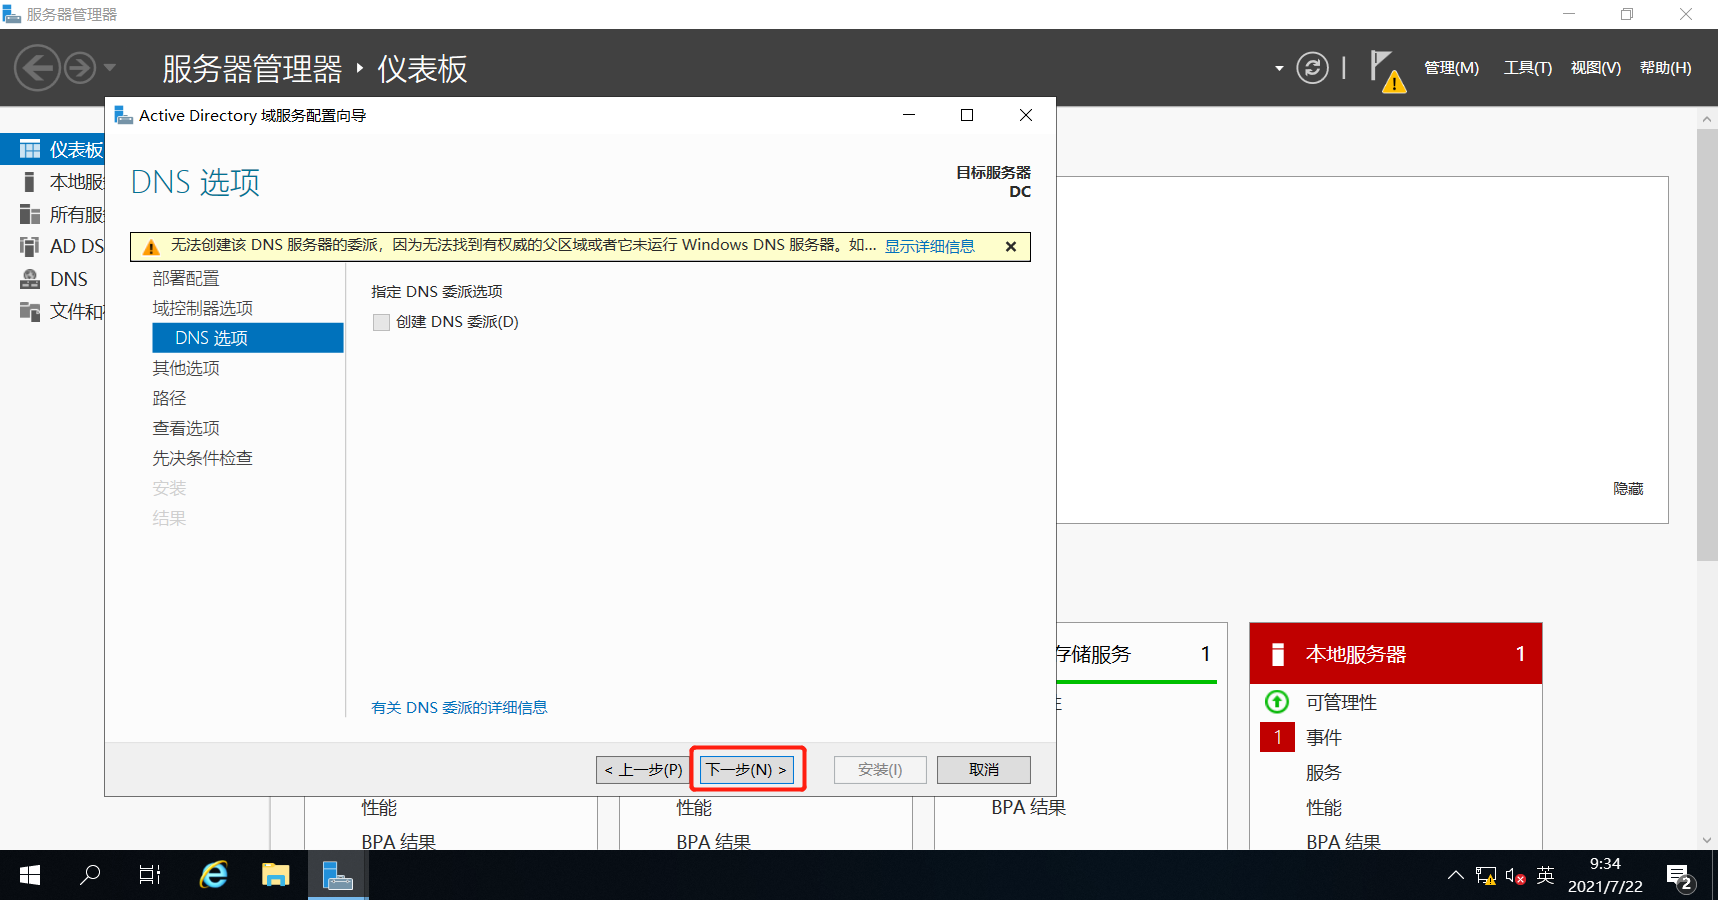 服务器管理器
服务器管理器 ‣ 仪表板
管理(M) 工具(T) 视图(V) 帮助(H)
仪表板
本地服
所有服
AD DS
DNS
文件和
Active Directory 域服务配置向导
DNS 选项
目标服务器
DC
无法创建该 DNS 服务器的委派，因为无法找到有权威的父区域或者它未运行 Windows DNS 服务器。如... 显示详细信息
部署配置
域控制器选项
DNS 选项
其他选项
路径
查看选项
先决条件检查
安装
结果
指定 DNS 委派选项
创建 DNS 委派(D)
有关 DNS 委派的详细信息
< 上一步(P) 下一步(N) > 安装(I) 取消
隐藏
存储服务 1
BPA 结果
本地服务器 1
可管理性
1 事件
服务
性能
BPA 结果
性能
BPA 结果
性能
BPA 结果
英
9:34
2021/7/22
2